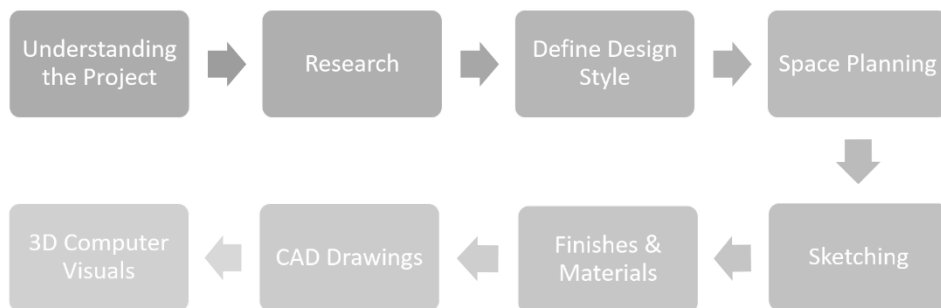 Understanding
the Project
Research
Define Design
Style
Space Planning
Sketching
Finishes &
Materials
CAD Drawings
3D Computer
Visuals